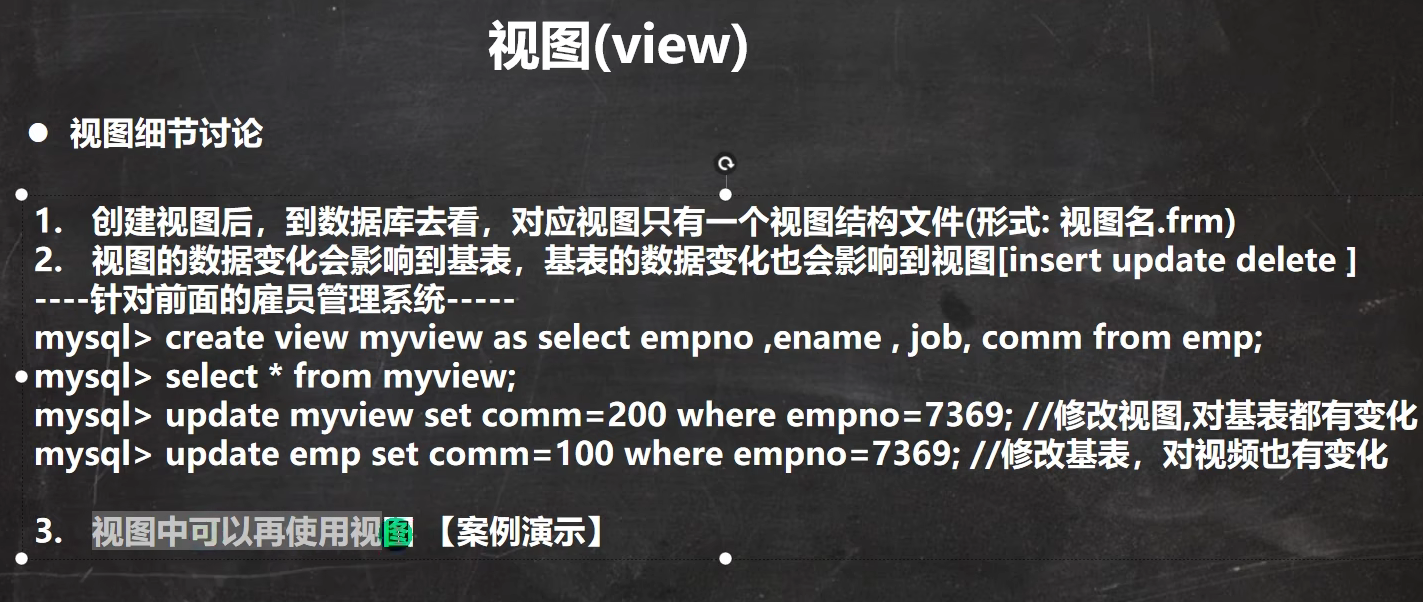 视图(view)
● 视图细节讨论
1. 创建视图后，到数据库去看，对应视图只有一个视图结构文件(形式: 视图名.frm)
2. 视图的数据变化会影响到基表，基表的数据变化也会影响到视图[insert update delete ]
----针对前面的雇员管理系统-----
mysql> create view myview as select empno ,ename , job, comm from emp;
mysql> select * from myview;
mysql> update myview set comm=200 where empno=7369; //修改视图,对基表都有变化
mysql> update emp set comm=100 where empno=7369; //修改基表，对视频也有变化
3. 视图中可以再使用视图 【案例演示】